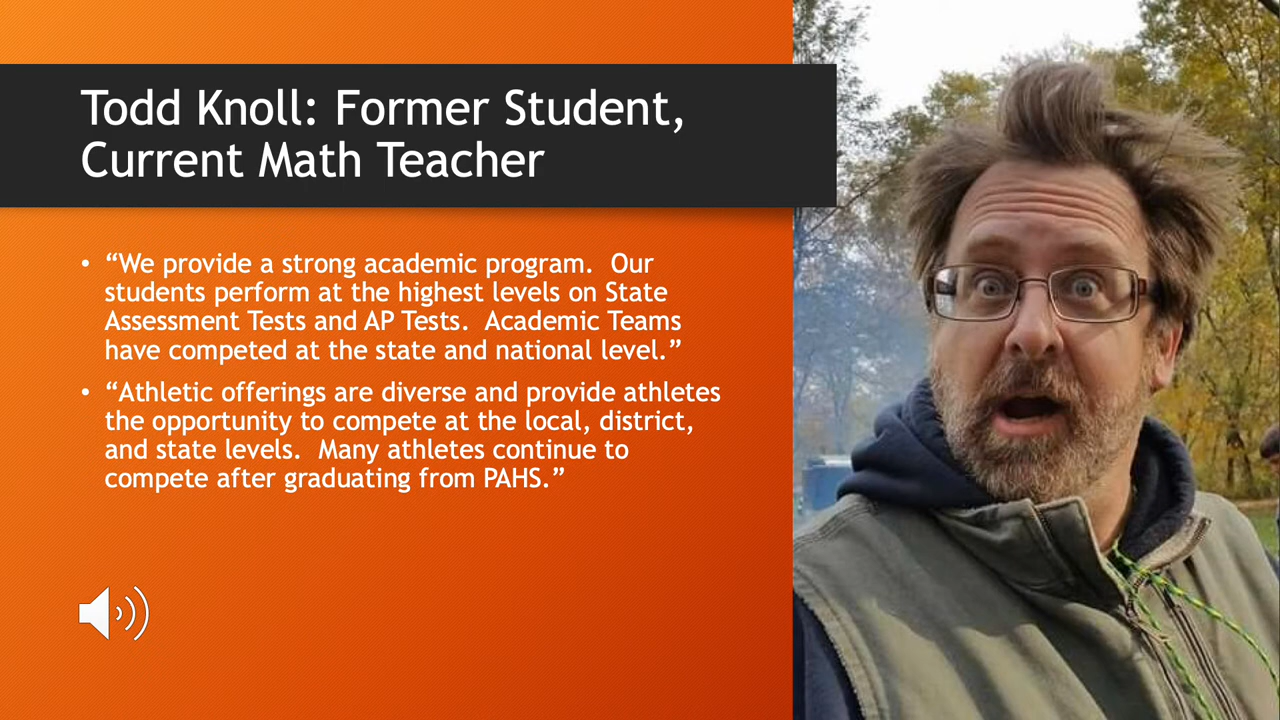 Todd Knoll: Former Student,
Current Math Teacher
• “We provide a strong academic program.  Our
students perform at the highest levels on State
Assessment Tests and AP Tests.  Academic Teams
have competed at the state and national level.”
• “Athletic offerings are diverse and provide athletes
the opportunity to compete at the local, district,
and state levels.  Many athletes continue to
compete after graduating from PAHS.”